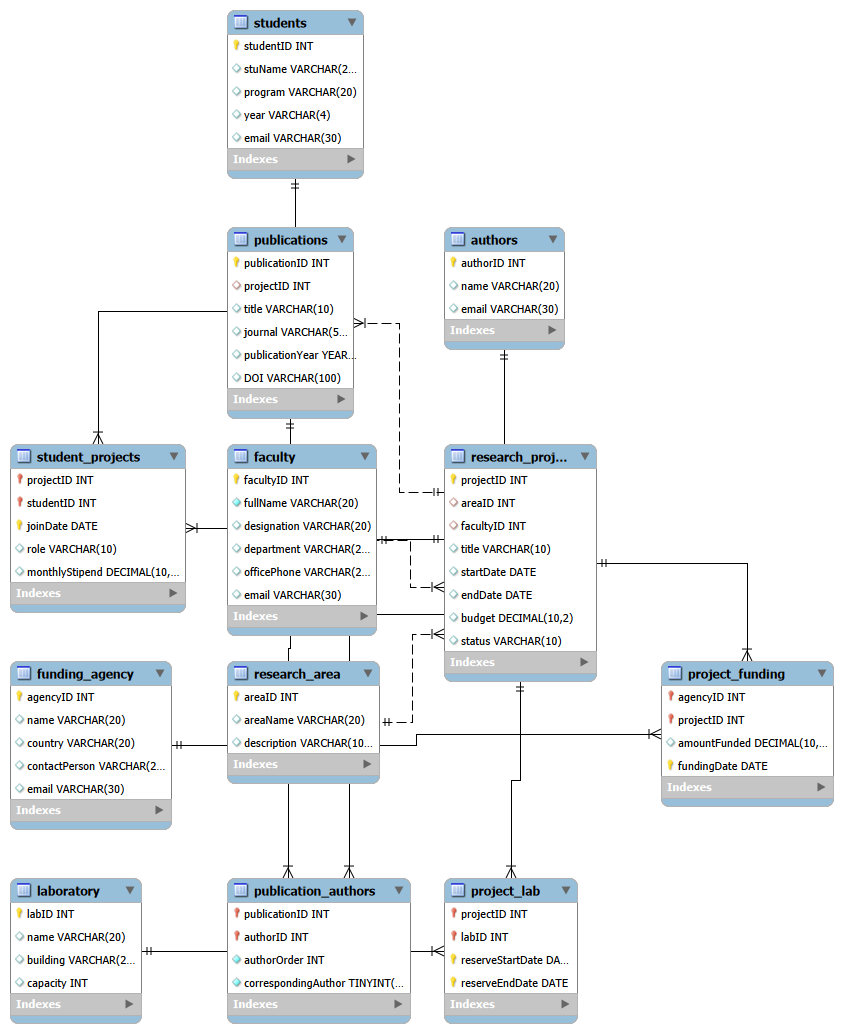 students
studentID INT
stuName VARCHAR(2...
program VARCHAR(20)
year VARCHAR(4)
email VARCHAR(30)
Indexes
publications
publicationID INT
projectID INT
title VARCHAR(10)
journal VARCHAR(5...
publicationYear YEAR...
DOI VARCHAR(100)
Indexes
authors
authorID INT
name VARCHAR(20)
email VARCHAR(30)
Indexes
student_projects
projectID INT
studentID INT
joinDate DATE
role VARCHAR(10)
monthlyStipend DECIMAL(10,...
Indexes
faculty
facultyID INT
fullName VARCHAR(20)
designation VARCHAR(20)
department VARCHAR(2...
officePhone VARCHAR(2...
email VARCHAR(30)
Indexes
research_proj...
projectID INT
areaID INT
facultyID INT
title VARCHAR(10)
startDate DATE
endDate DATE
budget DECIMAL(10,2)
status VARCHAR(10)
Indexes
funding_agency
agencyID INT
name VARCHAR(20)
country VARCHAR(20)
contactPerson VARCHAR(2...
email VARCHAR(30)
Indexes
research_area
areaID INT
areaName VARCHAR(20)
description VARCHAR(10...
Indexes
project_funding
agencyID INT
projectID INT
amountFunded DECIMAL(10,...
fundingDate DATE
Indexes
laboratory
labID INT
name VARCHAR(20)
building VARCHAR(2...
capacity INT
Indexes
publication_authors
publicationID INT
authorID INT
authorOrder INT
correspondingAuthor TINYINT(...
Indexes
project_lab
projectID INT
labID INT
reserveStartDate DA...
reserveEndDate DATE
Indexes